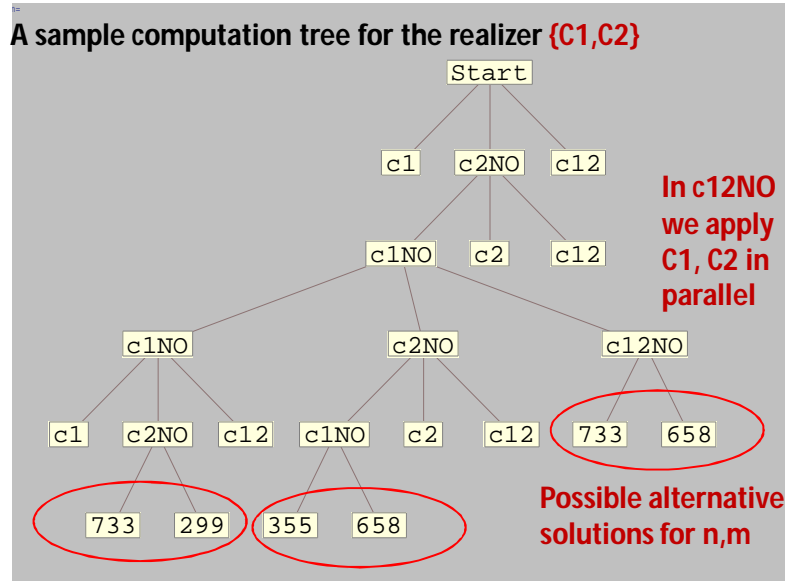 n=
A sample computation tree for the realizer {C1,C2}
Start
c1 c2NO c12
In c12NO
we apply
C1, C2 in
parallel
c1NO c2 c12
c1NO c2NO c12NO
c1 c2NO c12 c1NO c2 c12 733 658
733 299 355 658
Possible alternative
solutions for n,m